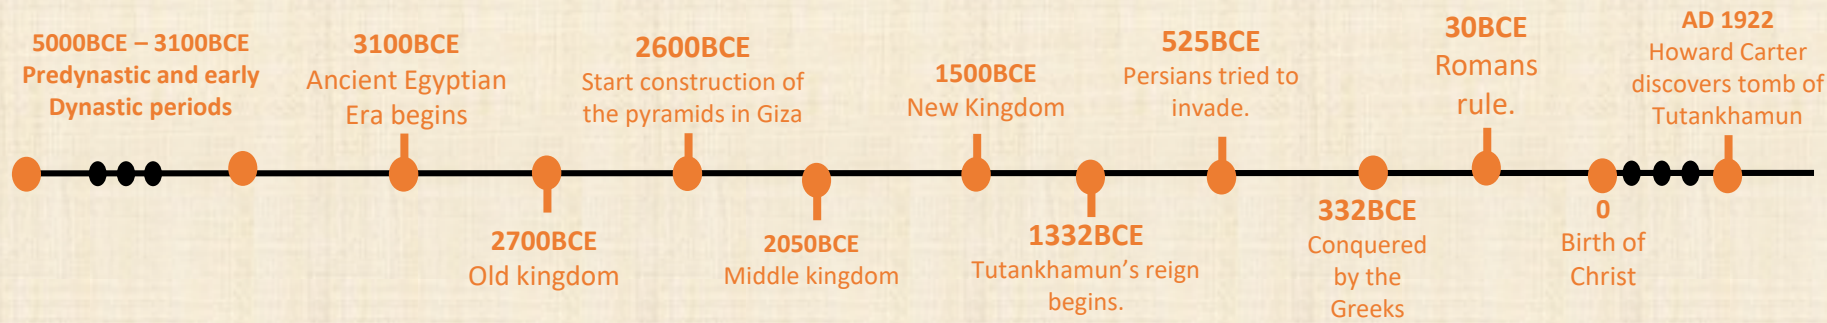 5000BCE – 3100BCE
Predynastic and early
Dynastic periods
3100BCE
Ancient Egyptian
Era begins
2700BCE
Old kingdom
2600BCE
Start construction of
the pyramids in Giza
2050BCE
Middle kingdom
1500BCE
New Kingdom
1332BCE
Tutankhamun’s reign
begins.
525BCE
Persians tried to
invade.
332BCE
Conquered
by the
Greeks
30BCE
Romans
rule.
0
Birth of
Christ
AD 1922
Howard Carter
discovers tomb of
Tutankhamun